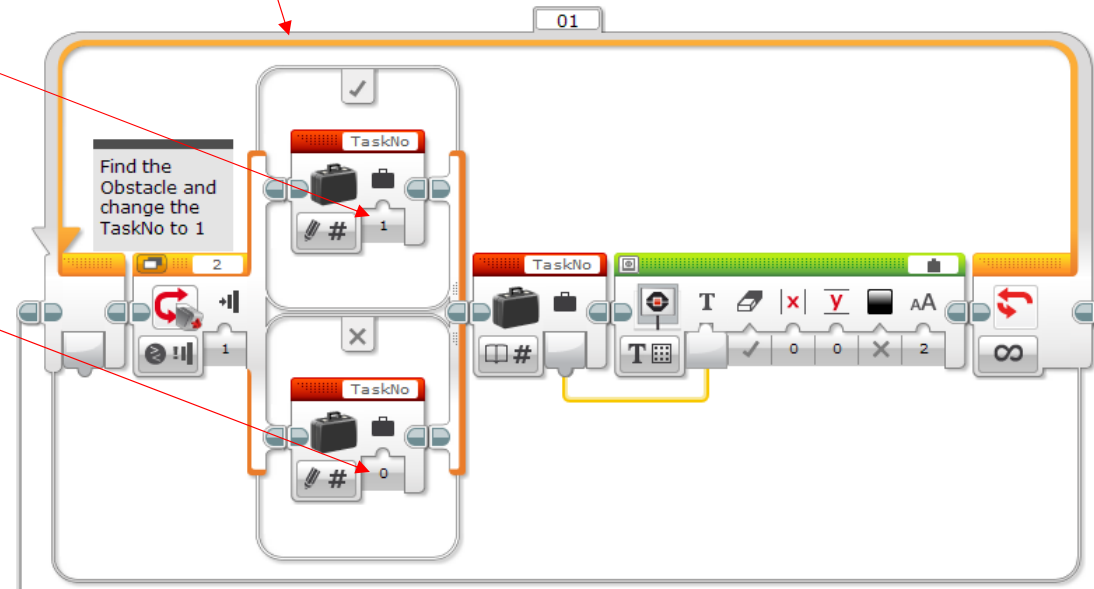 01
TaskNo
Find the
Obstacle and
change the
TaskNo to 1
# 1
2
TaskNo
T x y AA
1
#
T 0 0 2
∞
TaskNo
# 0